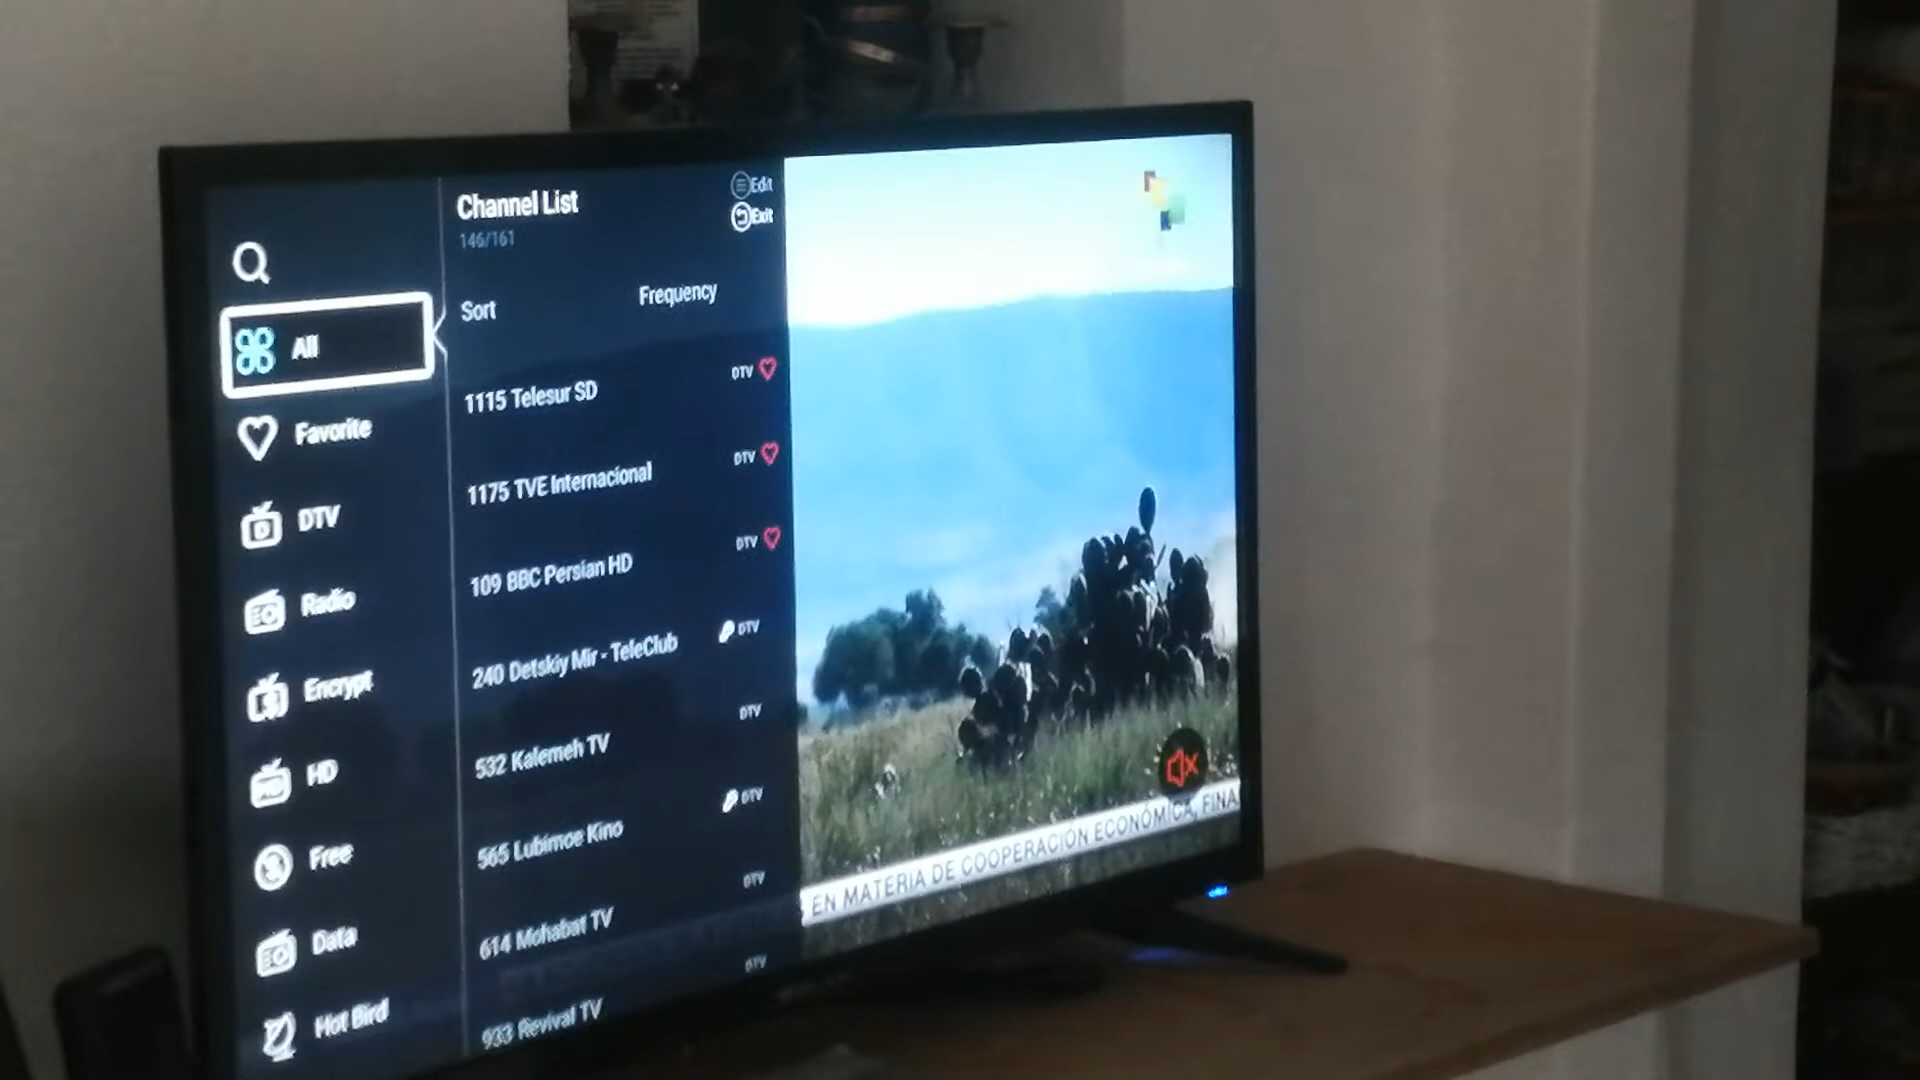 Channel List
146/161
Edit
Exit
Sort
Frequency
All
Favorite
DTV
Radio
Encrypt
HD
Free
Data
Hot Bird
1115 Telesur SD
DTV
1175 TVE Internacional
DTV
109 BBC Persian HD
DTV
240 Detskiy Mir - TeleClub
DTV
532 Kalemeh TV
DTV
565 Lubimoe Kino
DTV
614 Mohabat TV
DTV
933 Revival TV
DTV
EN MATERIA DE COOPERACIÓN ECONÓMICA, FINA